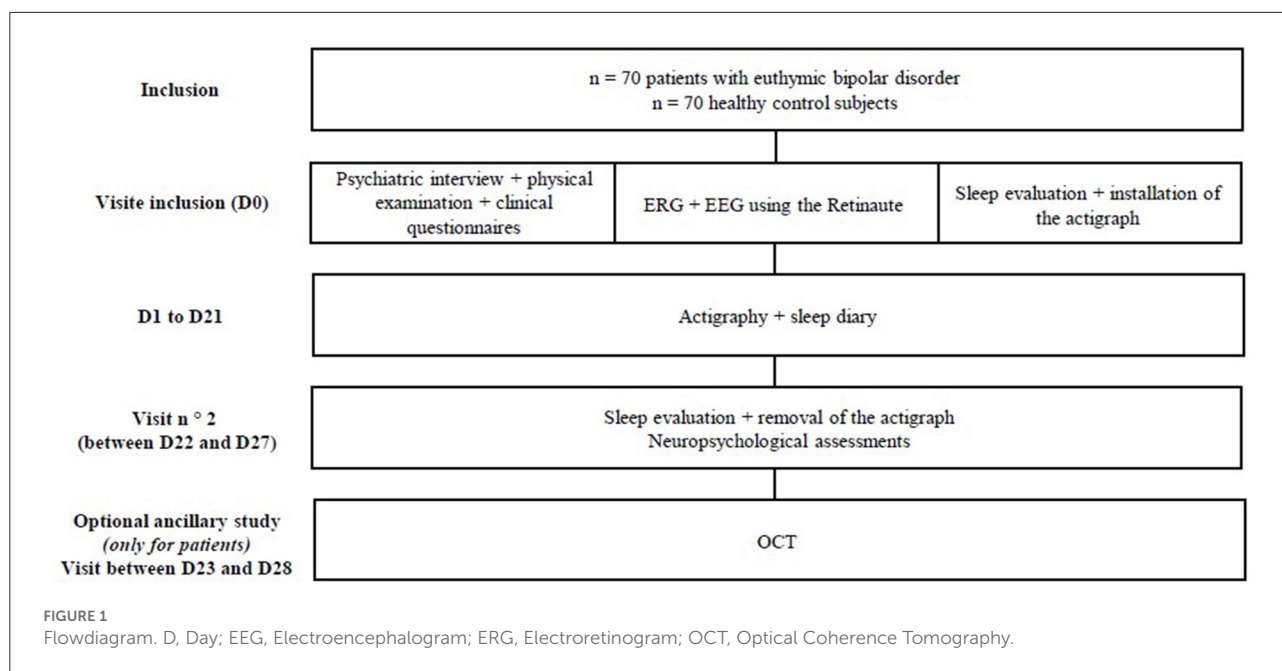 Inclusion
n = 70 patients with euthymic bipolar disorder
n = 70 healthy control subjects
Visite inclusion (D0)
Psychiatric interview + physical
examination + clinical
questionnaires
ERG + EEG using the Retinaute
Sleep evaluation + installation of
the actigraph
D1 to D21
Actigraphy + sleep diary
Visit n ° 2
(between D22 and D27)
Sleep evaluation + removal of the actigraph
Neuropsychological assessments
Optional ancillary study
(only for patients)
Visit between D23 and D28
OCT
FIGURE 1
Flowdiagram. D, Day; EEG, Electroencephalogram; ERG, Electroretinogram; OCT, Optical Coherence Tomography.